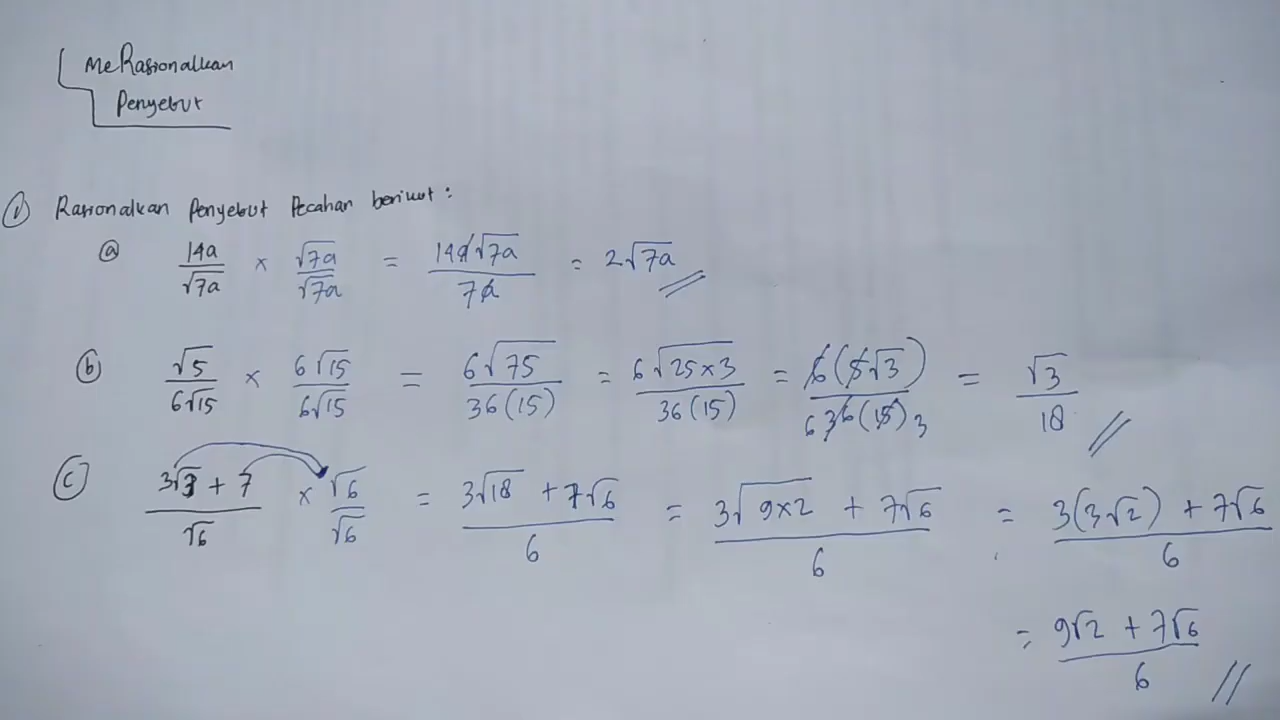 MeRasionalkan
Penyebut
① Rasionalkan Penyebut Pecahan berikut :
ⓐ 14a/√7a × √7a/√7a = 14a√7a/7a = 2√7a //
ⓑ √5/6√15 × 6√15/6√15 = 6√75/36(15) = 6√25×3/36(15) = 6(5√3)/6 36(15) 3 = √3/18 //
ⓒ 3√3 + 7/√6 × √6/√6 = 3√18 + 7√6/6 = 3√9×2 + 7√6/6 = 3(3√2) + 7√6/6
= 9√2 + 7√6/6 //